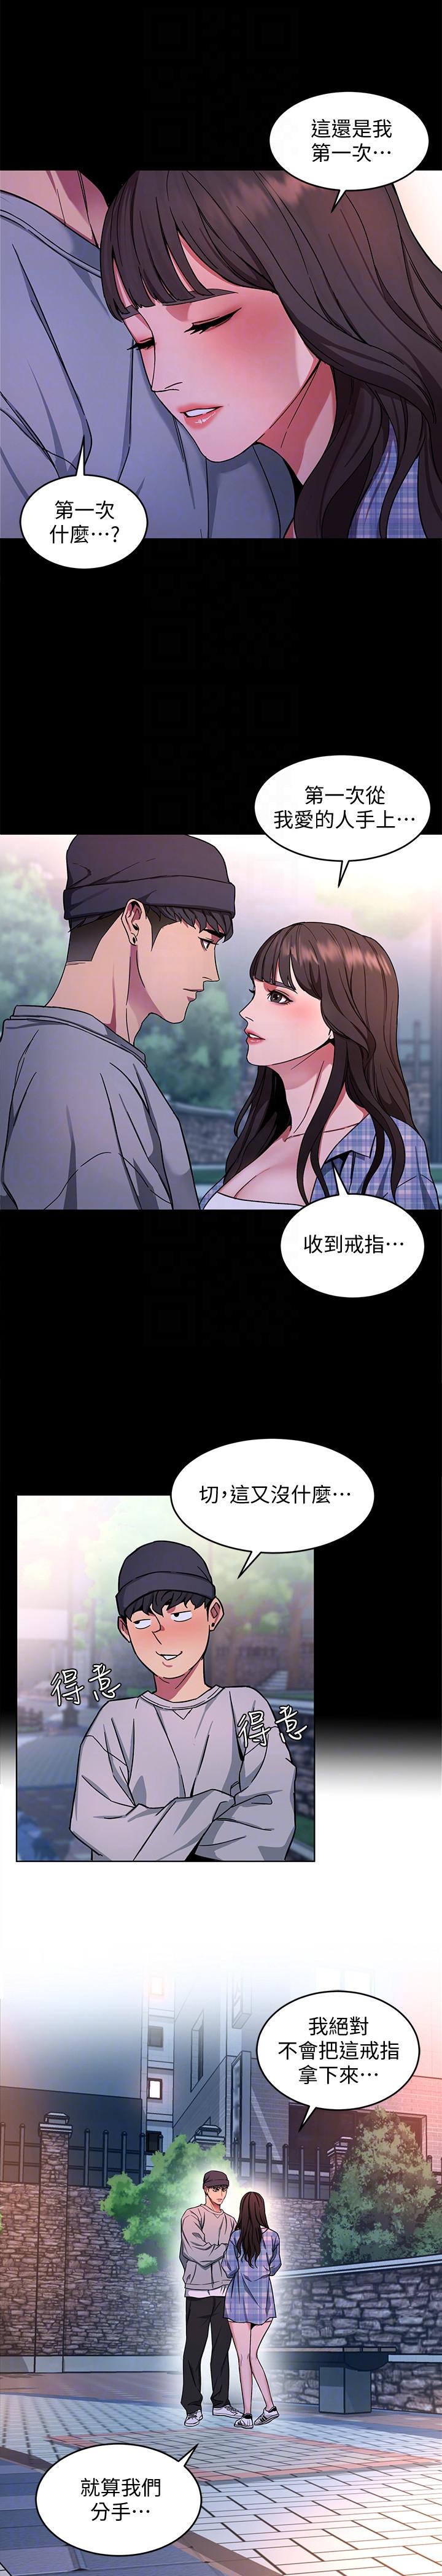 這還是我
第一次⋯
第一次
什麼⋯?
第一次從
我愛的人手上⋯
收到戒指⋯
切,這又沒什麼⋯
得意
得意
我絕對
不會把這戒指
拿下來⋯
就算我們
分手⋯